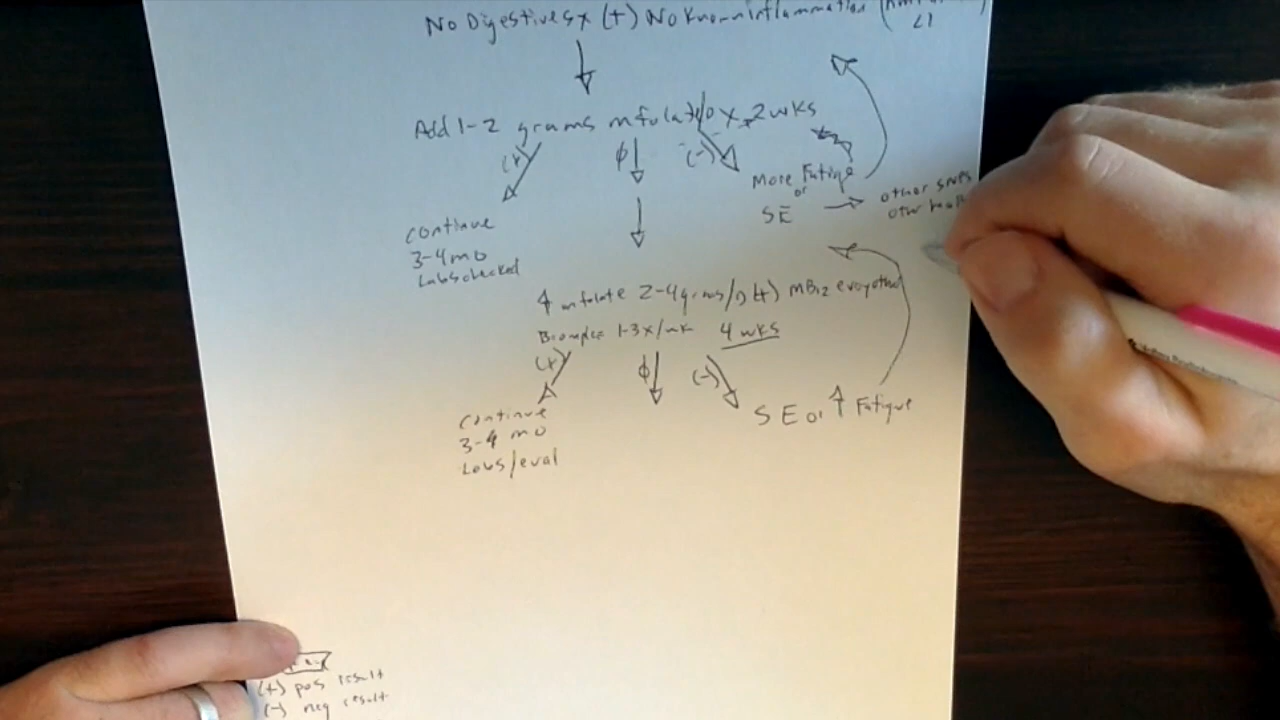 No Digestive sx (+) No Known inflammation
<1
Add 1-2 grams mfolate/D x 2 wks
(+) ϕ (-)
More Fatigue
or
SE → other
other
continue
3-4 mo
Labs checked
↑ mfolate 2-4 grams/D (+) mB12 everyother
Bcomplex 1-3x/wk 4 wks
(+) ϕ (-)
SE or ↑ Fatigue
continue
3-4 mo
Labs/eval
(+) pos result
(-) neg result